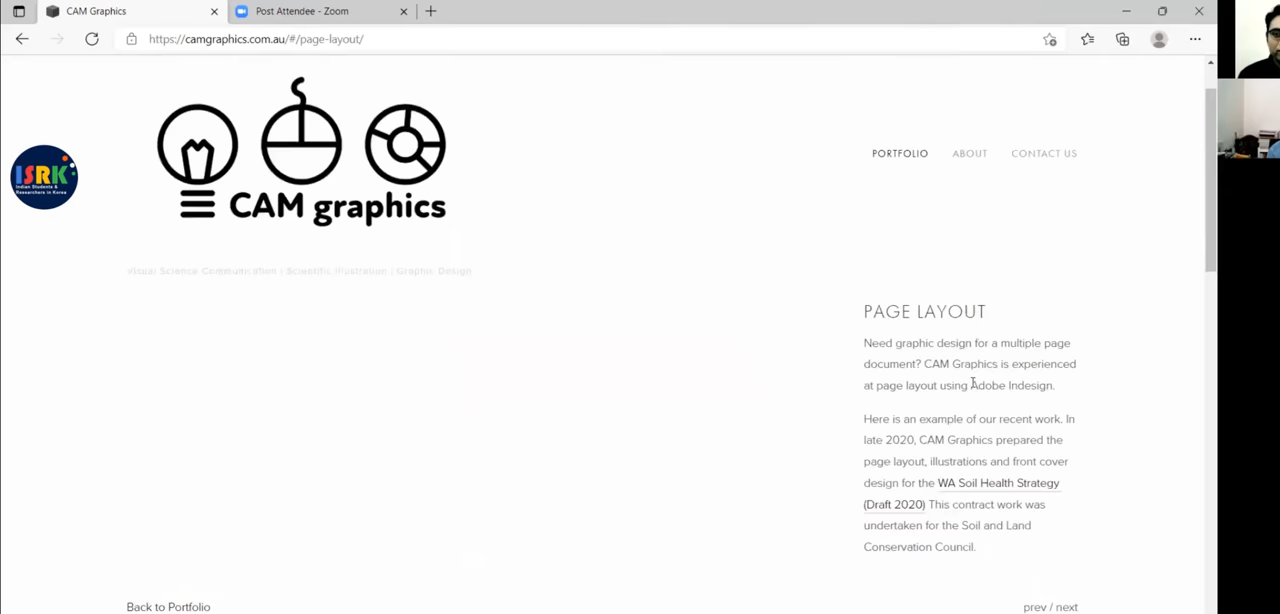 CAM Graphics
Post Attendee - Zoom
https://camgraphics.com.au/#/page-layout/
CAM graphics
PORTFOLIO
ABOUT
CONTACT US
ISRK
Indian Students &
Researchers in Korea
Visual Science Communication | Scientific Illustration | Graphic Design
PAGE LAYOUT
Need graphic design for a multiple page
document? CAM Graphics is experienced
at page layout using Adobe Indesign.
Here is an example of our recent work. In
late 2020, CAM Graphics prepared the
page layout, illustrations and front cover
design for the WA Soil Health Strategy
(Draft 2020) This contract work was
undertaken for the Soil and Land
Conservation Council.
Back to Portfolio
prev / next